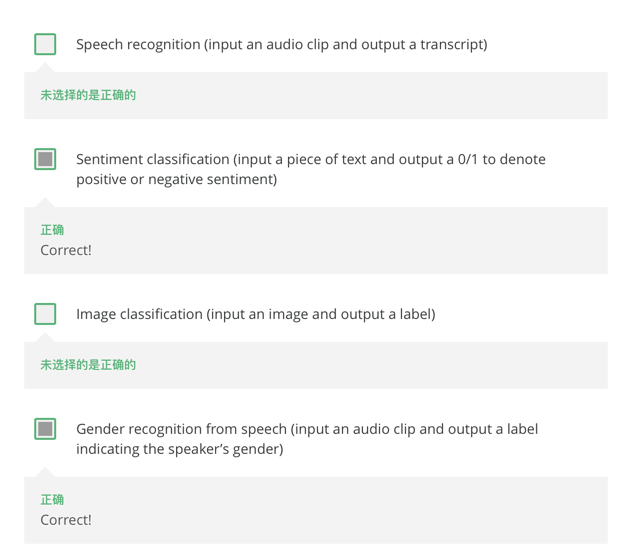 Speech recognition (input an audio clip and output a transcript)
未选择的是正确的
Sentiment classification (input a piece of text and output a 0/1 to denote
positive or negative sentiment)
正确
Correct!
Image classification (input an image and output a label)
未选择的是正确的
Gender recognition from speech (input an audio clip and output a label
indicating the speaker’s gender)
正确
Correct!